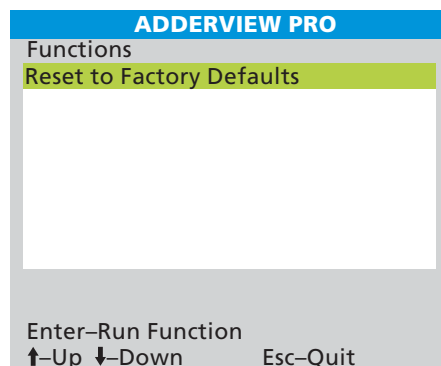 ADDERVIEW PRO
Functions
Reset to Factory Defaults
Enter–Run Function
↑–Up ↓–Down Esc–Quit